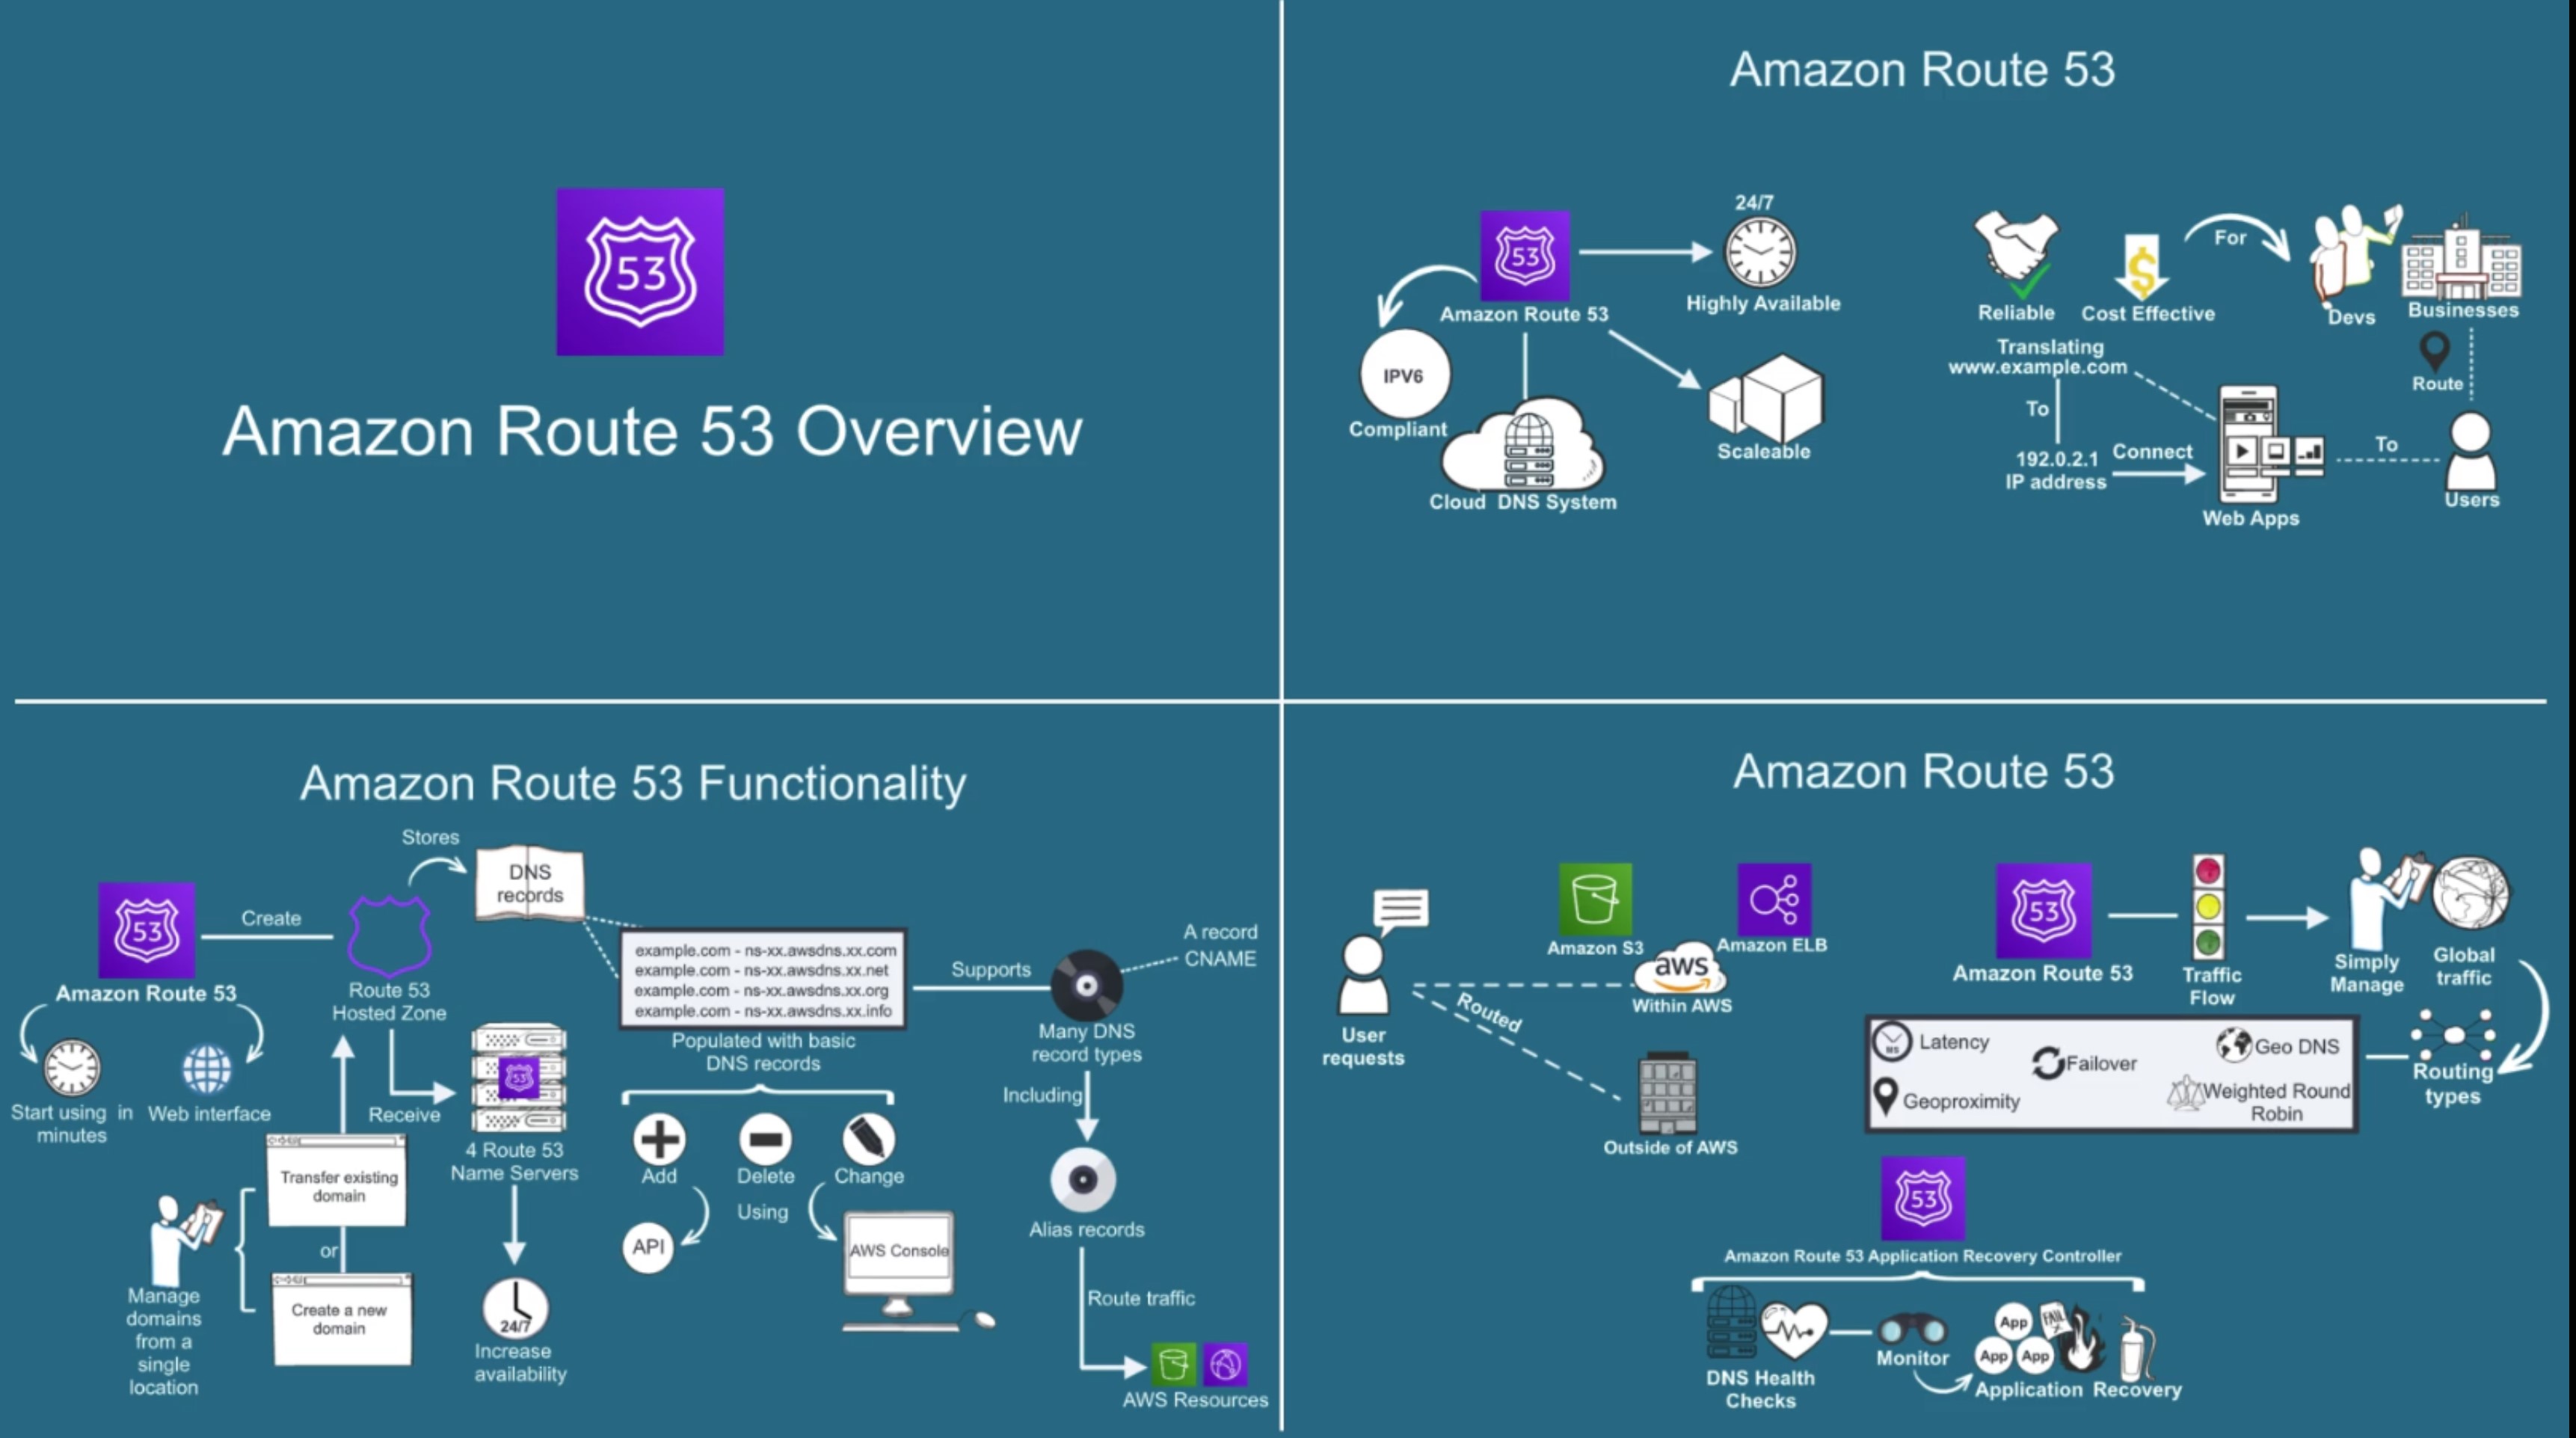 53
Amazon Route 53 Overview
Amazon Route 53
24/7
53
Highly Available
Amazon Route 53
IPV6
Compliant
Scaleable
Cloud DNS System
For
Reliable
Cost Effective
Devs
Businesses
Translating
www.example.com
Route
To
192.0.2.1
IP address
Connect
To
Web Apps
Users
Amazon Route 53 Functionality
Stores
DNS
records
53
Create
Amazon Route 53
Route 53
Hosted Zone
Start using in
minutes
Web interface
Receive
53
4 Route 53
Name Servers
Transfer existing
domain
or
Create a new
domain
Manage
domains
from a
single
location
24/7
Increase
availability
example.com - ns-xx.awsdns.xx.com
example.com - ns-xx.awsdns.xx.net
example.com - ns-xx.awsdns.xx.org
example.com - ns-xx.awsdns.xx.info
Populated with basic
DNS records
Add
Delete
Change
Using
API
AWS Console
Supports
A record
CNAME
Many DNS
record types
Including
Alias records
Route traffic
AWS Resources
Amazon Route 53
Amazon S3
Amazon ELB
aws
Within AWS
Routed
User
requests
Outside of AWS
53
Amazon Route 53
Traffic
Flow
Simply
Manage
Global
traffic
Routing
types
NS
Latency
Failover
Geo DNS
Geoproximity
Weighted Round
Robin
53
Amazon Route 53 Application Recovery Controller
DNS Health
Checks
Monitor
App
App
App
FAIL
Application Recovery